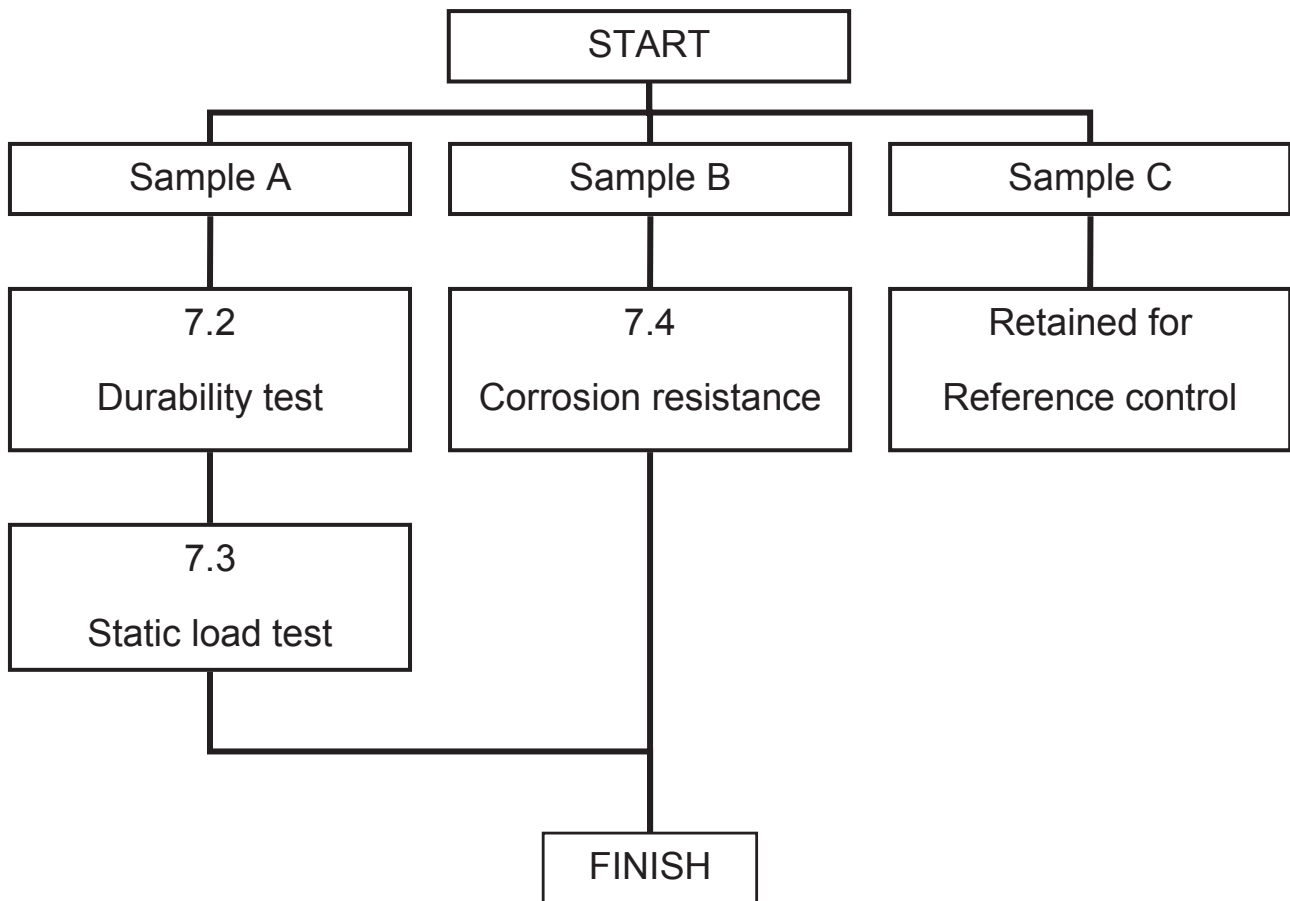 START
Sample A
Sample B
Sample C
7.2
Durability test
7.4
Corrosion resistance
Retained for
Reference control
7.3
Static load test
FINISH